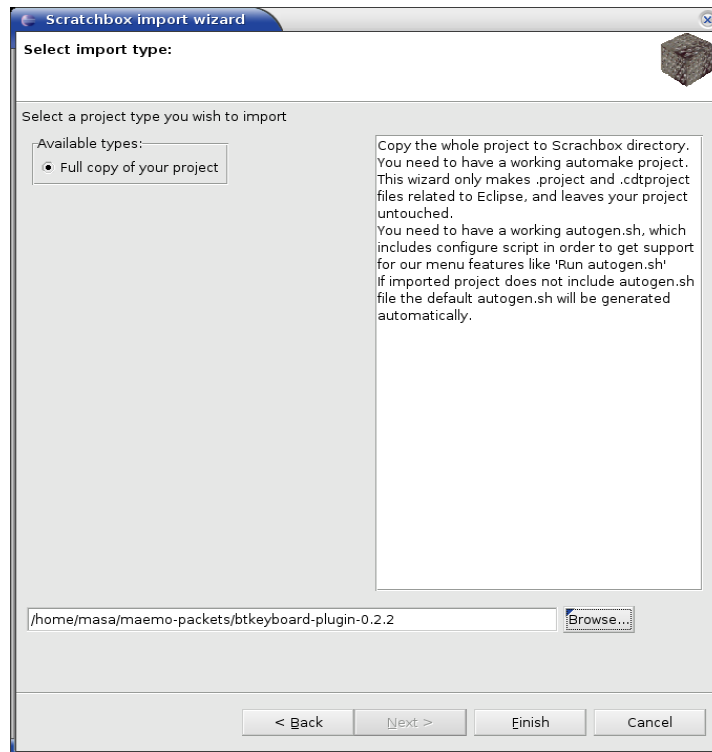 Scratchbox import wizard
Select import type:
Select a project type you wish to import
Available types:
Full copy of your project
Copy the whole project to Scrachbox directory.
You need to have a working automake project.
This wizard only makes .project and .cdtproject
files related to Eclipse, and leaves your project
untouched.
You need to have a working autogen.sh, which
includes configure script in order to get support
for our menu features like 'Run autogen.sh'
If imported project does not include autogen.sh
file the default autogen.sh will be generated
automatically.
/home/masa/maemo-packets/btkeyboard-plugin-0.2.2
Browse...
< Back
Next >
Finish
Cancel